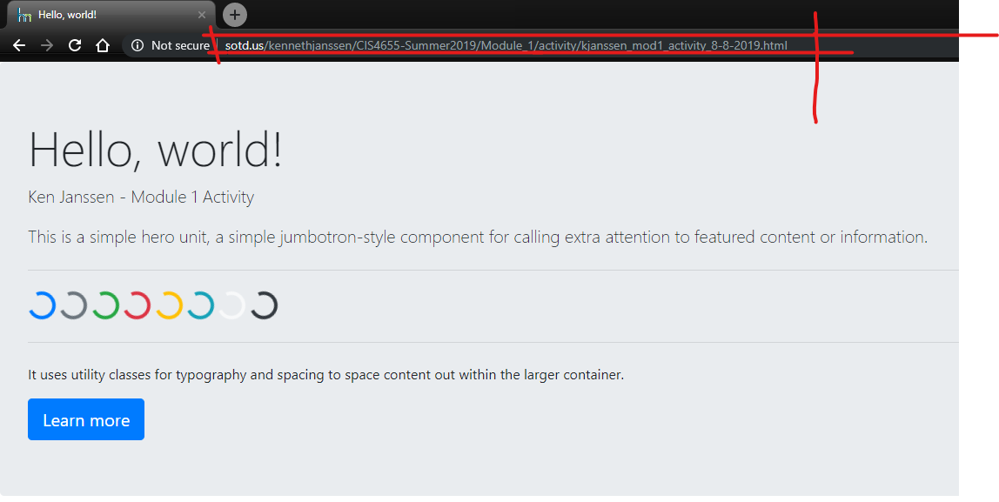 Hello, world!
Not secure | sotd.us/kennethjanssen/CIS4655-Summer2019/Module_1/activity/kjanssen_mod1_activity_8-8-2019.html
Hello, world!
Ken Janssen - Module 1 Activity
This is a simple hero unit, a simple jumbotron-style component for calling extra attention to featured content or information.
It uses utility classes for typography and spacing to space content out within the larger container.
Learn more